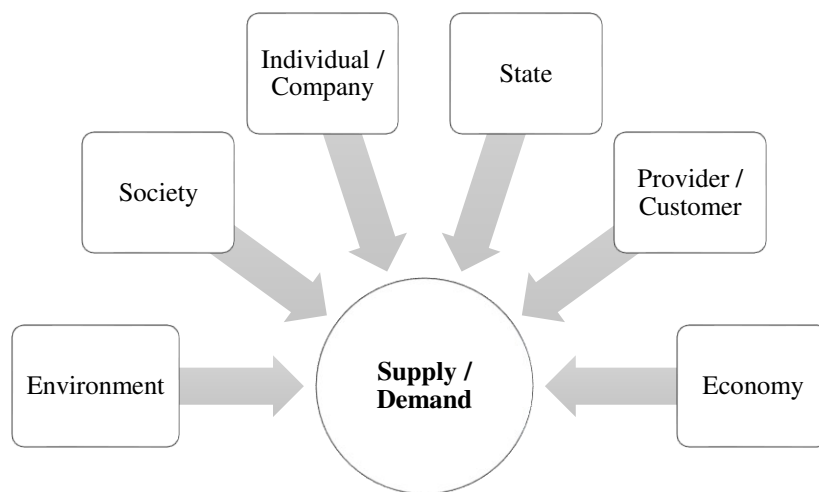 Individual /
Company
State
Society
Provider /
Customer
Environment
Supply /
Demand
Economy